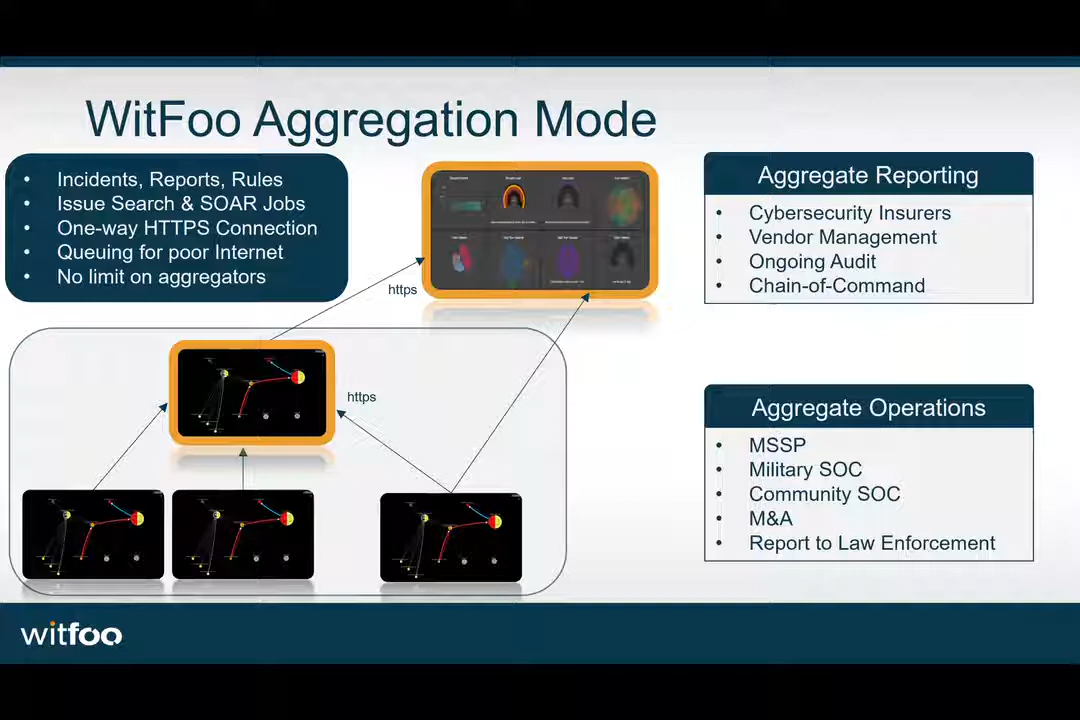 WitFoo Aggregation Mode
• Incidents, Reports, Rules
• Issue Search & SOAR Jobs
• One-way HTTPS Connection
• Queuing for poor Internet
• No limit on aggregators
https
https
Aggregate Reporting
• Cybersecurity Insurers
• Vendor Management
• Ongoing Audit
• Chain-of-Command
Aggregate Operations
• MSSP
• Military SOC
• Community SOC
• M&A
• Report to Law Enforcement
witfoo